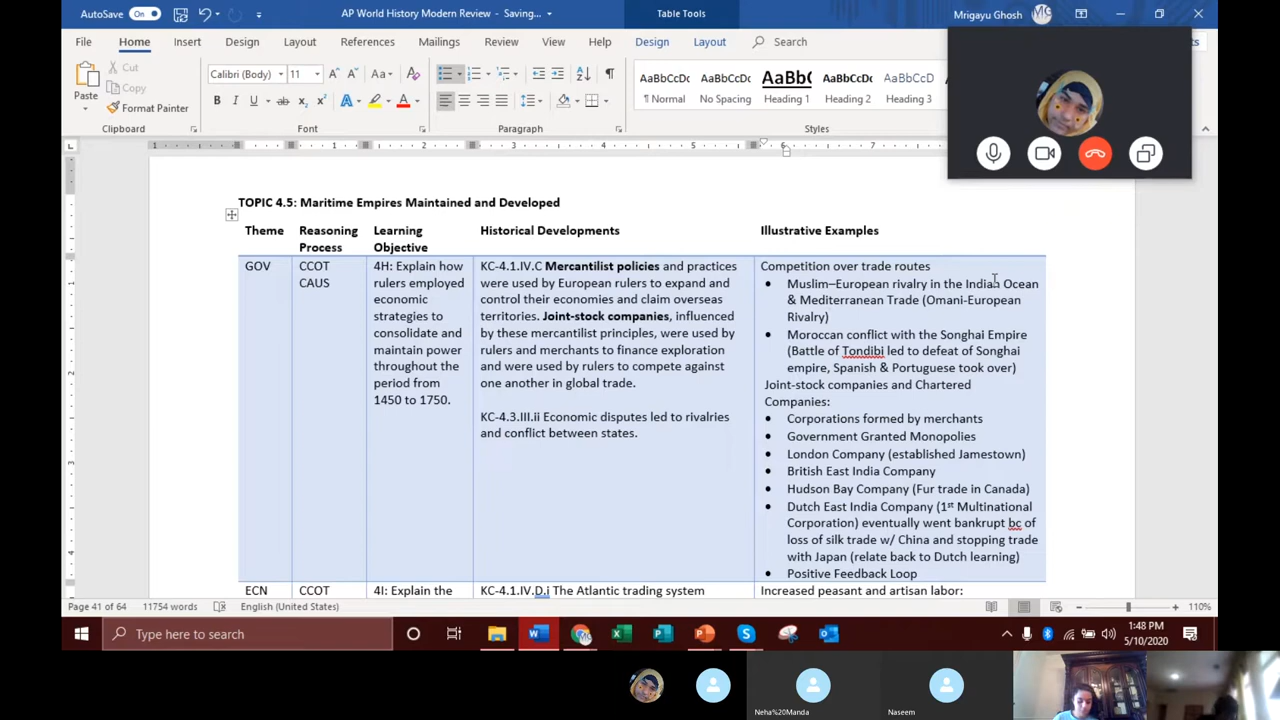 AutoSave On
AP World History Modern Review - Saving...
Table Tools
Mrigayu Ghosh
MG
File Home Insert Design Layout References Mailings Review View Help Design Layout Search
Paste
Cut
Copy
Format Painter
Clipboard
Calibri (Body) 11
Font
Paragraph
AaBbCcDc AaBbCcDc AaBbCc AaBbCcDc AaBbCcD
¶ Normal No Spacing Heading 1 Heading 2 Heading 3
Styles
TOPIC 4.5: Maritime Empires Maintained and Developed
Theme
Reasoning
Process
Learning
Objective
Historical Developments
Illustrative Examples
GOV
CCOT
CAUS
4H: Explain how
rulers employed
economic
strategies to
consolidate and
maintain power
throughout the
period from
1450 to 1750.
KC-4.1.IV.C Mercantilist policies and practices
were used by European rulers to expand and
control their economies and claim overseas
territories. Joint-stock companies, influenced
by these mercantilist principles, were used by
rulers and merchants to finance exploration
and were used by rulers to compete against
one another in global trade.
KC-4.3.III.ii Economic disputes led to rivalries
and conflict between states.
Competition over trade routes
• Muslim–European rivalry in the Indian Ocean
& Mediterranean Trade (Omani-European
Rivalry)
• Moroccan conflict with the Songhai Empire
(Battle of Tondibi led to defeat of Songhai
empire, Spanish & Portuguese took over)
Joint-stock companies and Chartered
Companies:
• Corporations formed by merchants
• Government Granted Monopolies
• London Company (established Jamestown)
• British East India Company
• Hudson Bay Company (Fur trade in Canada)
• Dutch East India Company (1st Multinational
Corporation) eventually went bankrupt bc of
loss of silk trade w/ China and stopping trade
with Japan (relate back to Dutch learning)
• Positive Feedback Loop
ECN
CCOT
4I: Explain the
KC-4.1.IV.D.i The Atlantic trading system
Increased peasant and artisan labor:
Page 41 of 64 11754 words English (United States) 110%
Type here to search
1:48 PM
5/10/2020
Neha%20Manda
Naseem